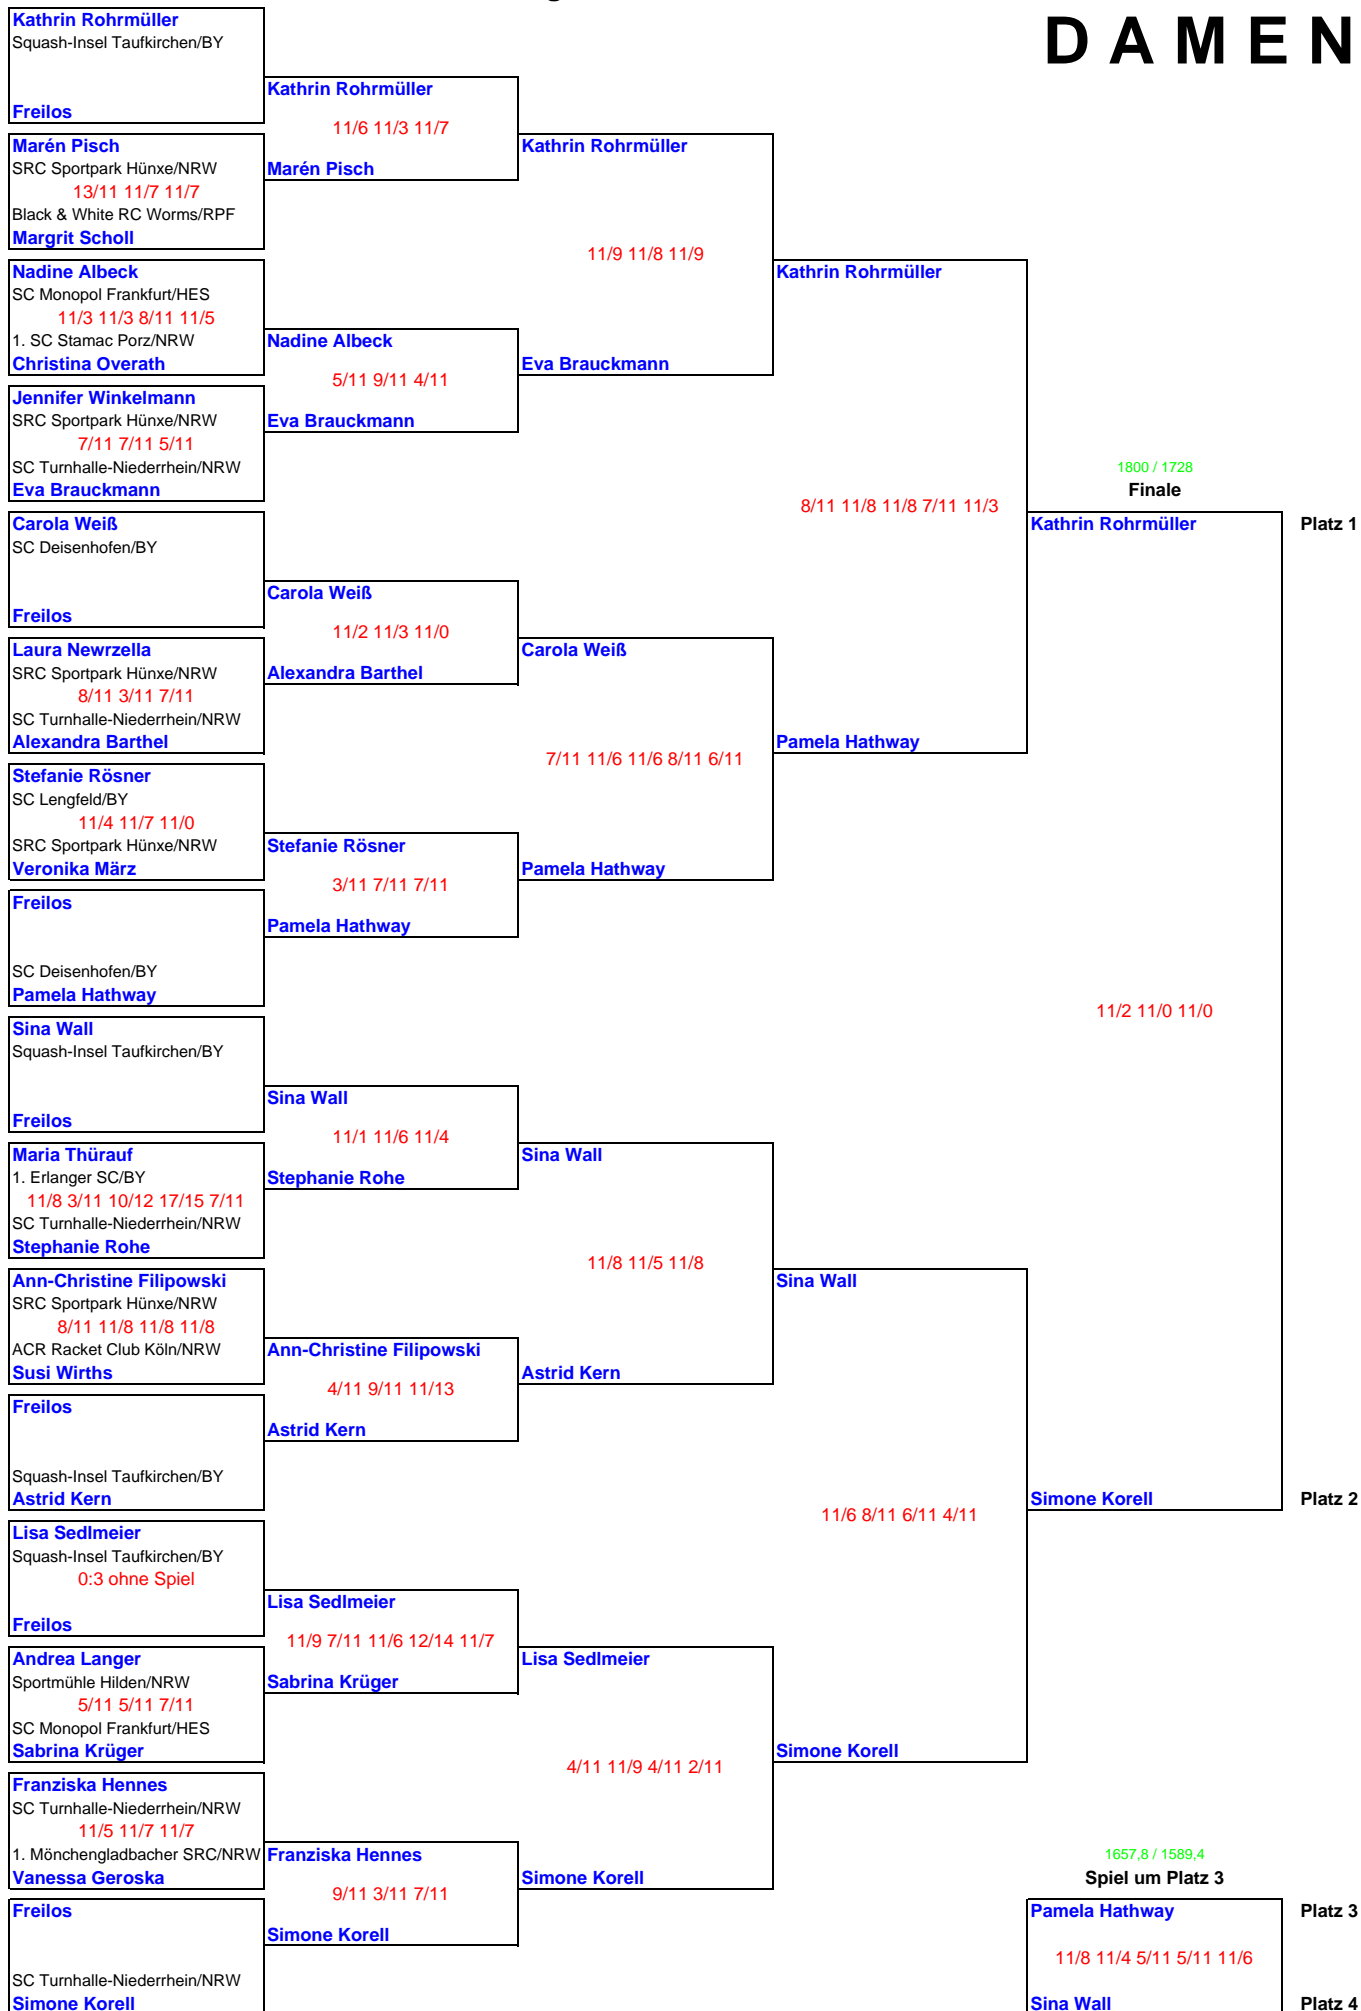 D A M E N
Kathrin Rohrmüller
Squash-Insel Taufkirchen/BY
Freilos
Marén Pisch
SRC Sportpark Hünxe/NRW
13/11 11/7 11/7
Black & White RC Worms/RPF
Margrit Scholl
Nadine Albeck
SC Monopol Frankfurt/HES
11/3 11/3 8/11 11/5
1. SC Stamac Porz/NRW
Christina Overath
Jennifer Winkelmann
SRC Sportpark Hünxe/NRW
7/11 7/11 5/11
SC Turnhalle-Niederrhein/NRW
Eva Brauckmann
Carola Weiß
SC Deisenhofen/BY
Freilos
Laura Newrzella
SRC Sportpark Hünxe/NRW
8/11 3/11 7/11
SC Turnhalle-Niederrhein/NRW
Alexandra Barthel
Stefanie Rösner
SC Lengfeld/BY
11/4 11/7 11/0
SRC Sportpark Hünxe/NRW
Veronika März
Freilos
SC Deisenhofen/BY
Pamela Hathway
Sina Wall
Squash-Insel Taufkirchen/BY
Freilos
Maria Thürauf
1. Erlanger SC/BY
11/8 3/11 10/12 17/15 7/11
SC Turnhalle-Niederrhein/NRW
Stephanie Rohe
Ann-Christine Filipowski
SRC Sportpark Hünxe/NRW
8/11 11/8 11/8 11/8
ACR Racket Club Köln/NRW
Susi Wirths
Freilos
Squash-Insel Taufkirchen/BY
Astrid Kern
Lisa Sedlmeier
Squash-Insel Taufkirchen/BY
0:3 ohne Spiel
Freilos
Andrea Langer
Sportmühle Hilden/NRW
5/11 5/11 7/11
SC Monopol Frankfurt/HES
Sabrina Krüger
Franziska Hennes
SC Turnhalle-Niederrhein/NRW
11/5 11/7 11/7
1. Mönchengladbacher SRC/NRW
Vanessa Geroska
Freilos
SC Turnhalle-Niederrhein/NRW
Simone Korell
Kathrin Rohrmüller
11/6 11/3 11/7
Marén Pisch
Nadine Albeck
5/11 9/11 4/11
Eva Brauckmann
Carola Weiß
11/2 11/3 11/0
Alexandra Barthel
Stefanie Rösner
3/11 7/11 7/11
Pamela Hathway
Sina Wall
11/1 11/6 11/4
Stephanie Rohe
Ann-Christine Filipowski
4/11 9/11 11/13
Astrid Kern
Lisa Sedlmeier
11/9 7/11 11/6 12/14 11/7
Sabrina Krüger
Franziska Hennes
9/11 3/11 7/11
Simone Korell
Kathrin Rohrmüller
11/9 11/8 11/9
Eva Brauckmann
Carola Weiß
7/11 11/6 11/6 8/11 6/11
Pamela Hathway
Sina Wall
11/8 11/5 11/8
Astrid Kern
Lisa Sedlmeier
4/11 11/9 4/11 2/11
Simone Korell
Kathrin Rohrmüller
8/11 11/8 11/8 7/11 11/3
Pamela Hathway
Sina Wall
11/6 8/11 6/11 4/11
Simone Korell
1800 / 1728
Finale
Kathrin Rohrmüller Platz 1
11/2 11/0 11/0
Simone Korell Platz 2
1657,8 / 1589,4
Spiel um Platz 3
Pamela Hathway Platz 3
11/8 11/4 5/11 5/11 11/6
Sina Wall Platz 4